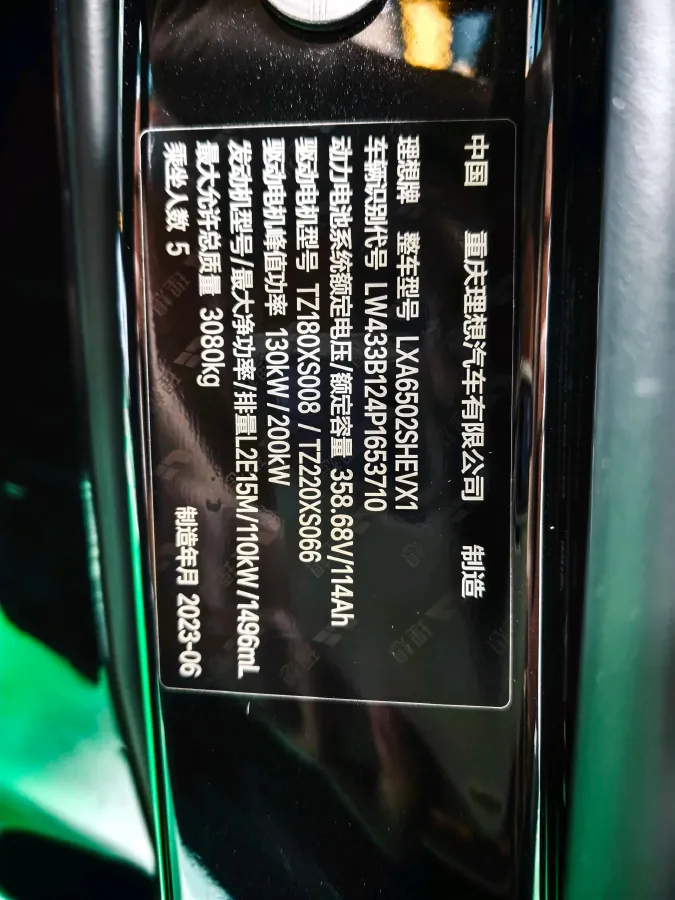 中国 重庆理想汽车有限公司 制造
理想牌 整车型号 LXA6502SHEVX1
车辆识别代号 LW433B124P1653710
动力电池系统额定电压/额定容量 358.68V/114Ah
驱动电机型号 TZ180XS008 / TZ220XS066
驱动电机峰值功率 130kW/200kW
发动机型号/最大净功率/排量L2E15M/110kW/1496mL
最大允许总质量 3080kg
乘坐人数 5 制造年月 2023-06